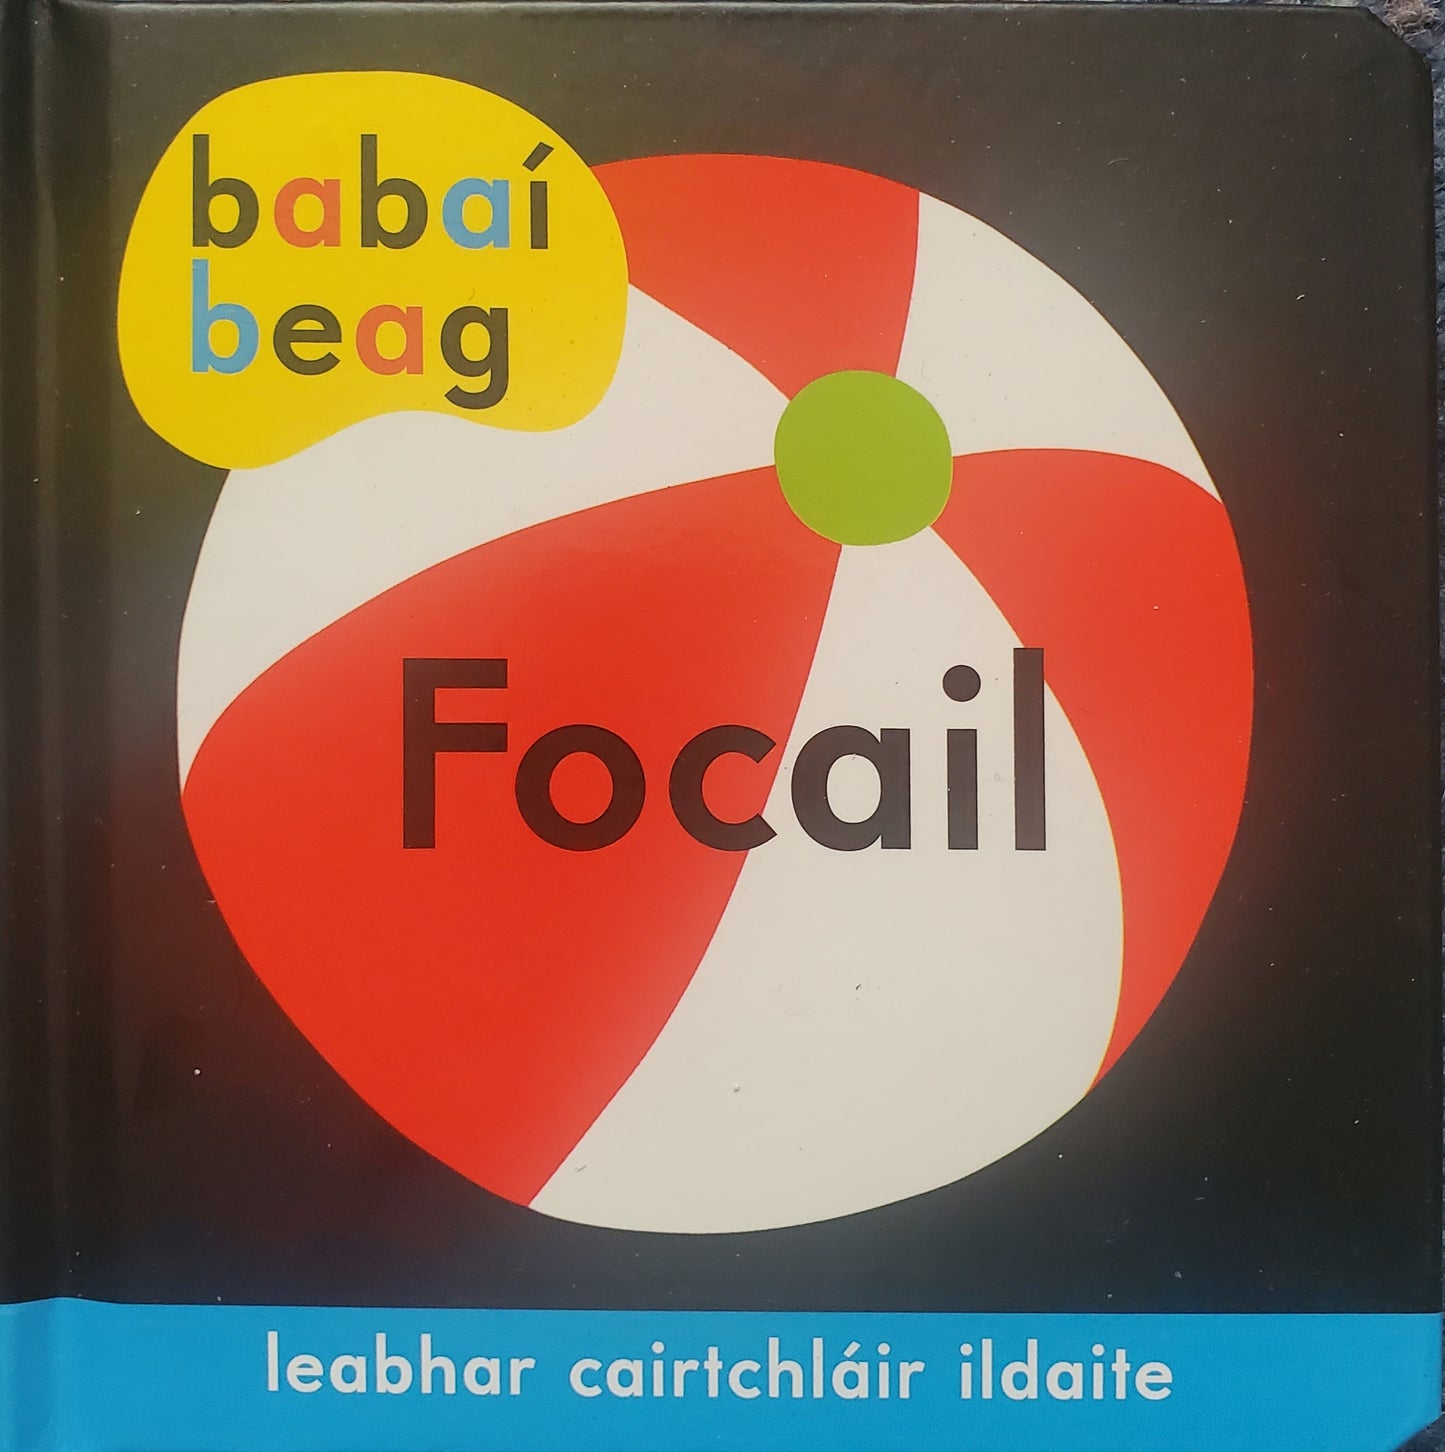 babaí
beag
Focail
leabhar cairtchláir ildaite